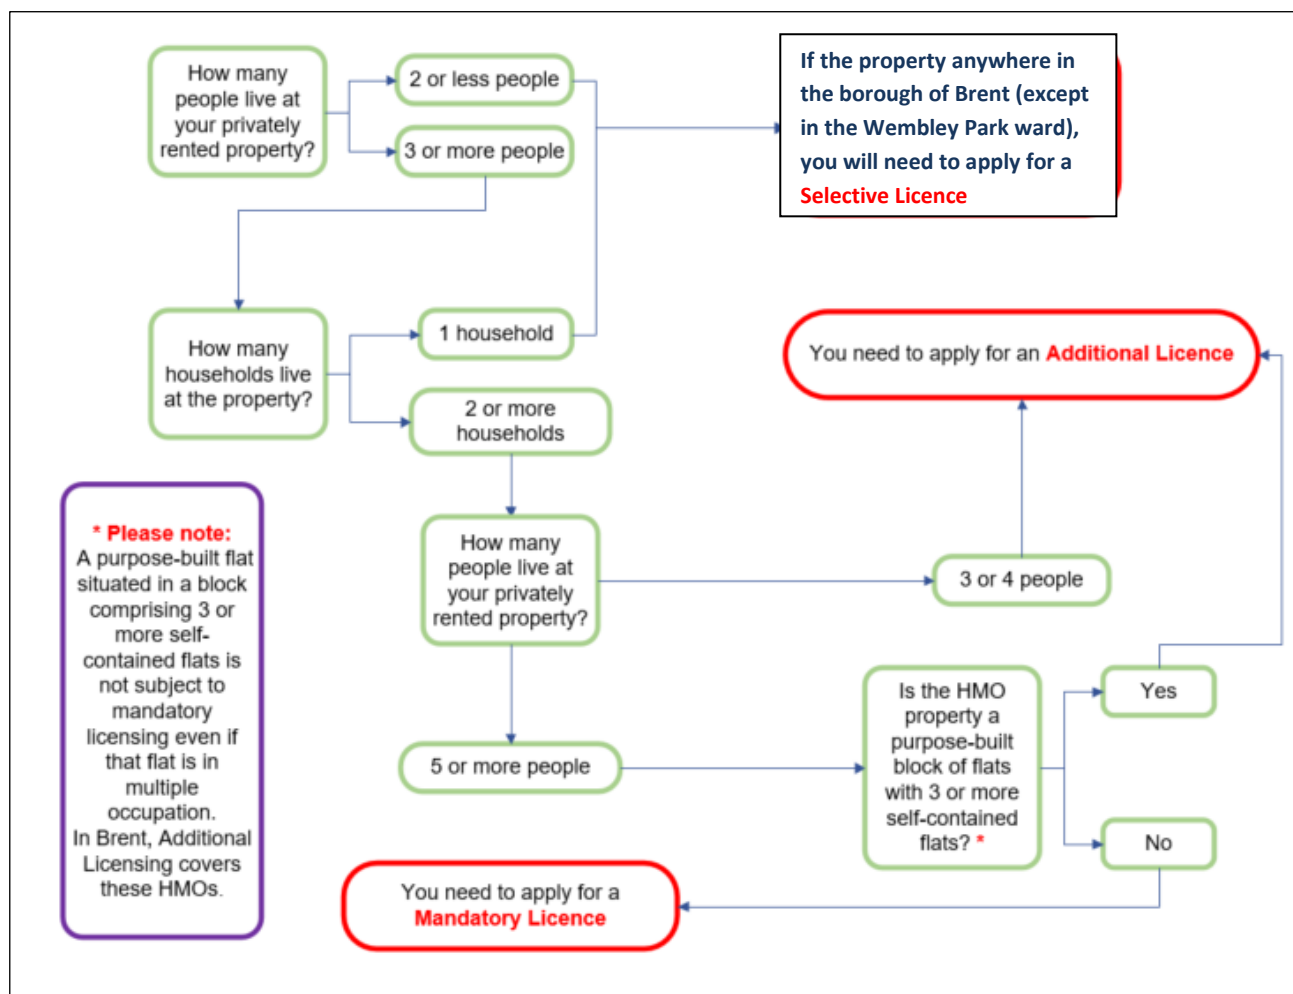 How many
people live at
your privately
rented property?
2 or less people
3 or more people
If the property anywhere in
the borough of Brent (except
in the Wembley Park ward),
you will need to apply for a
Selective Licence
How many
households live
at the property?
1 household
2 or more
households
You need to apply for an Additional Licence
* Please note:
A purpose-built flat
situated in a block
comprising 3 or
more self-
contained flats is
not subject to
mandatory
licensing even if
that flat is in
multiple
occupation.
In Brent, Additional
Licensing covers
these HMOs.
How many
people live at
your privately
rented property?
3 or 4 people
5 or more people
Is the HMO
property a
purpose-built
block of flats
with 3 or more
self-contained
flats? *
Yes
No
You need to apply for a
Mandatory Licence